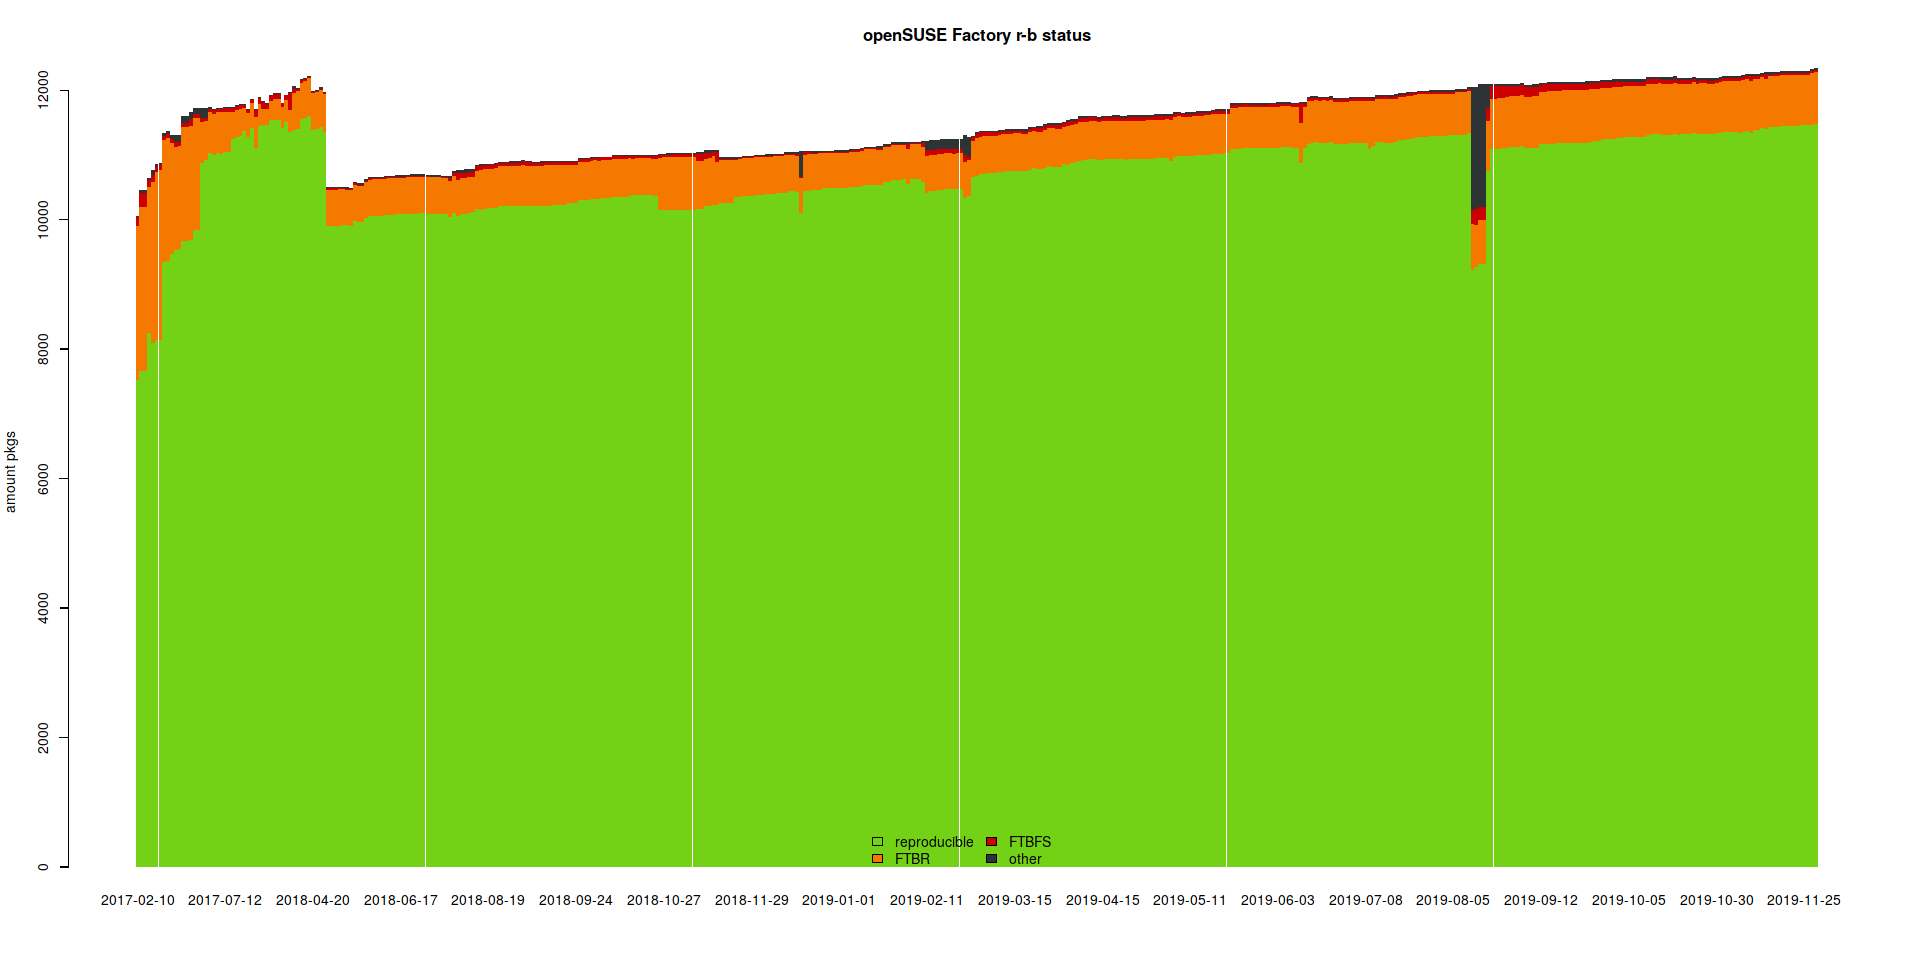 openSUSE Factory r-b status
amount pkgs
12000
10000
8000
6000
4000
2000
0
reproducible FTBFS
FTBR other
2017-02-10 2017-07-12 2018-04-20 2018-06-17 2018-08-19 2018-09-24 2018-10-27 2018-11-29 2019-01-01 2019-02-11 2019-03-15 2019-04-15 2019-05-11 2019-06-03 2019-07-08 2019-08-05 2019-09-12 2019-10-05 2019-10-30 2019-11-25